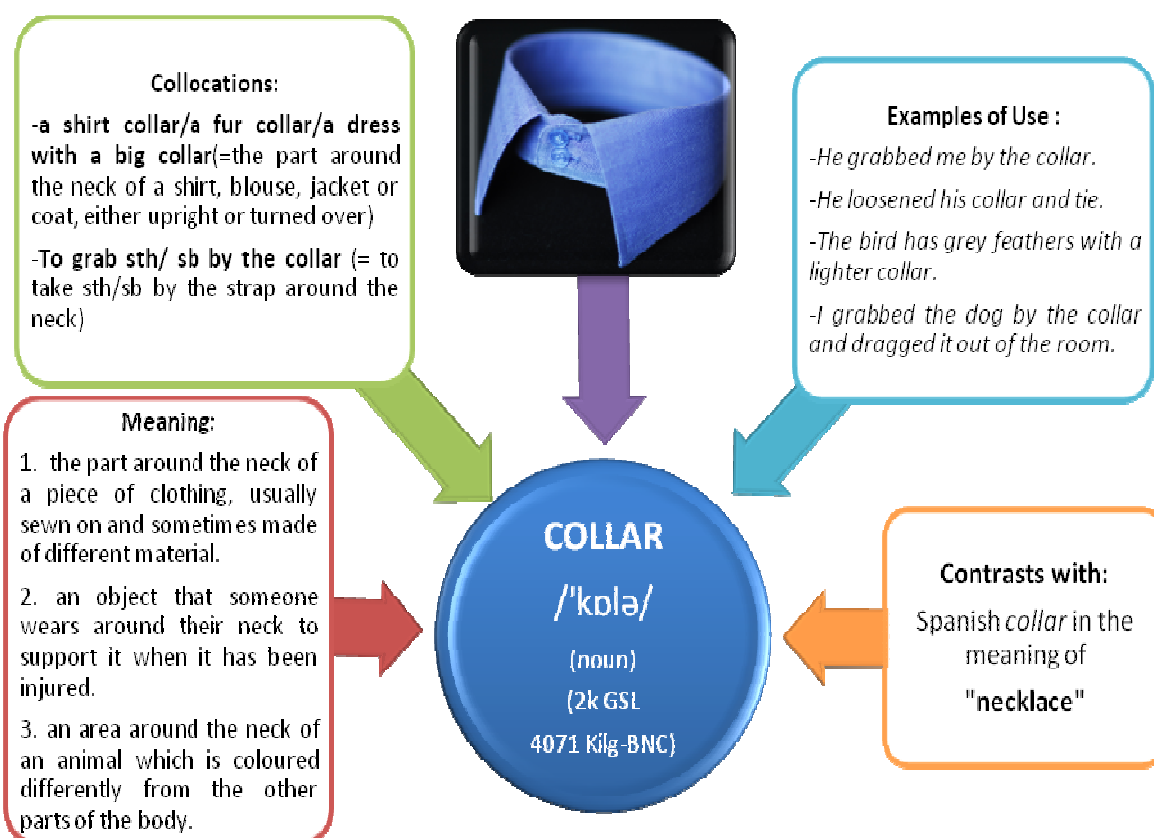 Collocations:
-a shirt collar/a fur collar/a dress
with a big collar(=the part around
the neck of a shirt, blouse, jacket or
coat, either upright or turned over)
-To grab sth/ sb by the collar (= to
take sth/sb by the strap around the
neck)
Examples of Use :
-He grabbed me by the collar.
-He loosened his collar and tie.
-The bird has grey feathers with a
lighter collar.
-I grabbed the dog by the collar
and dragged it out of the room.
Meaning:
1. the part around the neck of
a piece of clothing, usually
sewn on and sometimes made
of different material.
2. an object that someone
wears around their neck to
support it when it has been
injured.
3. an area around the neck of
an animal which is coloured
differently from the other
parts of the body.
COLLAR
/'kɒlə/
(noun)
(2k GSL
4071 Kilg-BNC)
Contrasts with:
Spanish collar in the
meaning of
"necklace"